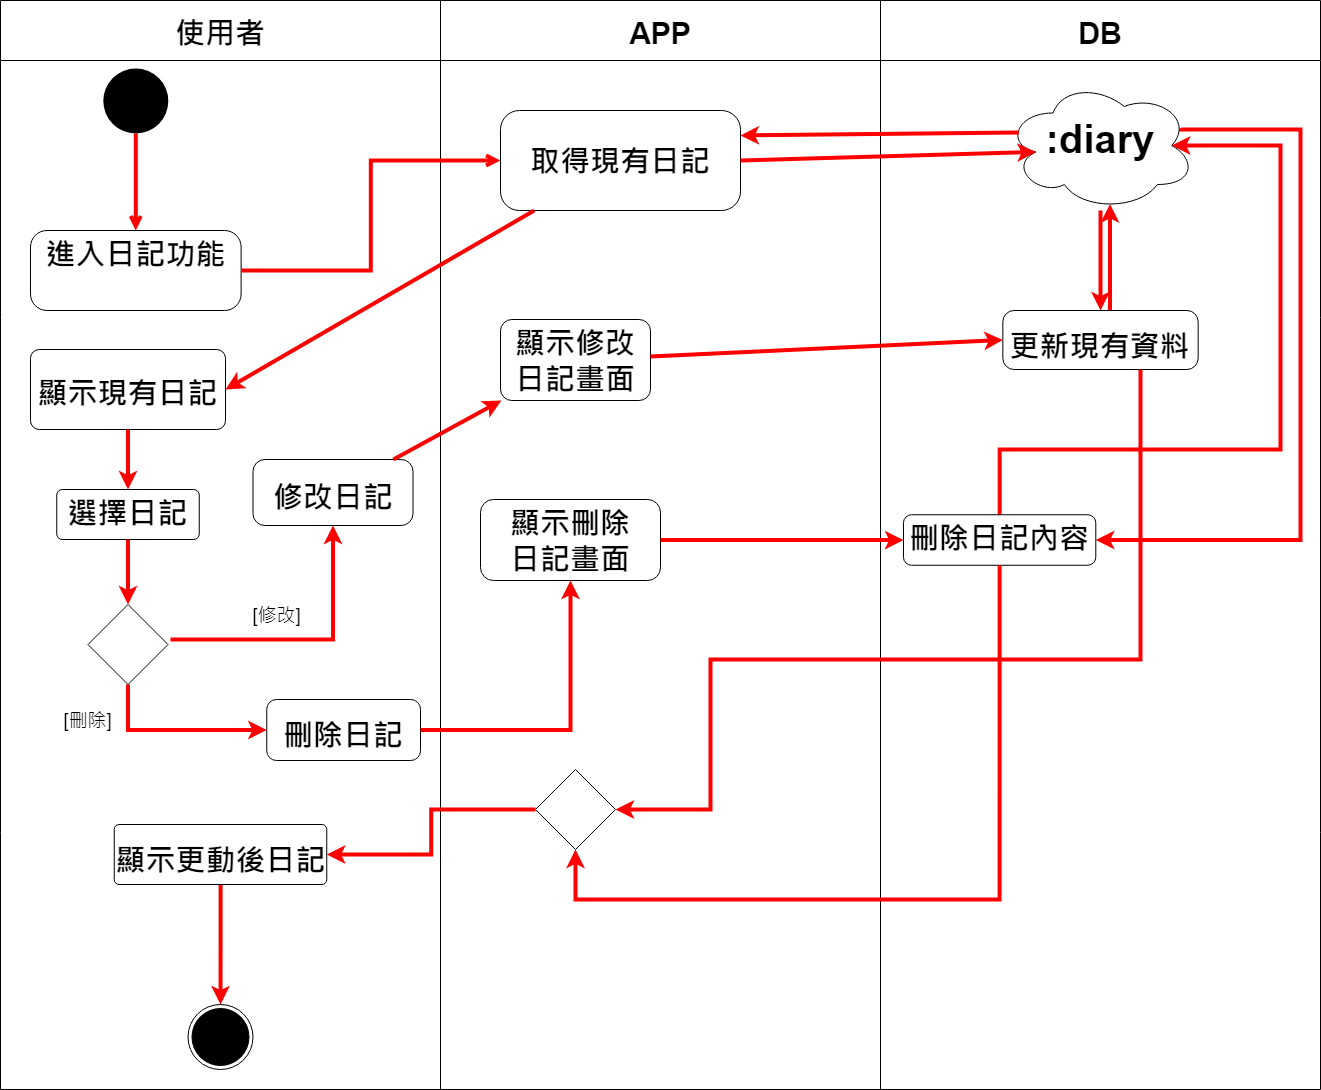 使用者
APP
DB
:diary
取得現有日記
進入日記功能
顯示修改
日記畫面
更新現有資料
顯示現有日記
修改日記
選擇日記
顯示刪除
日記畫面
刪除日記內容
[修改]
[刪除]
刪除日記
顯示更動後日記